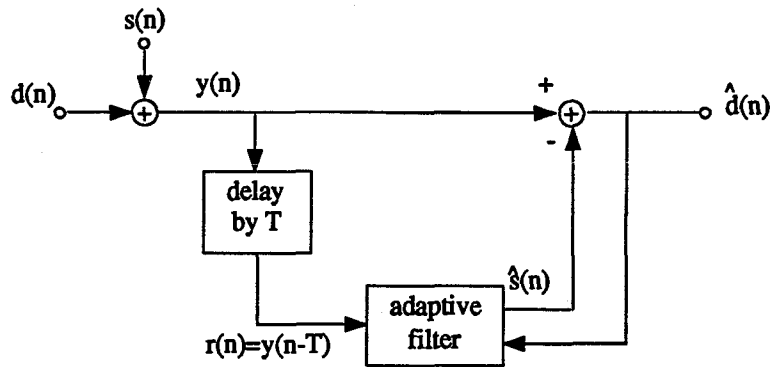 s(n)
d(n)
+
y(n)
+
-
+
d̂(n)
delay
by T
ŝ(n)
adaptive
filter
r(n)=y(n-T)